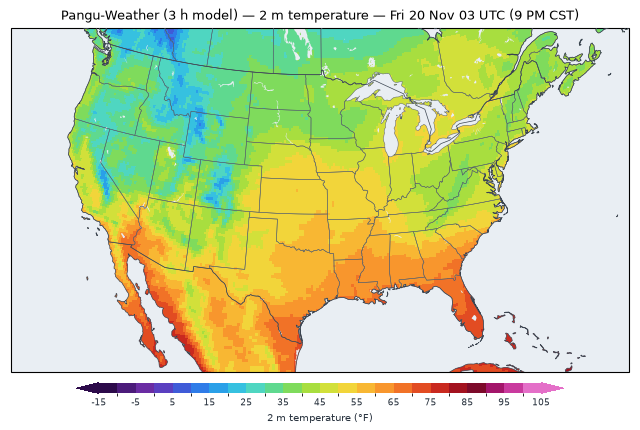 Pangu-Weather (3 h model) — 2 m temperature — Fri 20 Nov 03 UTC (9 PM CST)
-15 -5 5 15 25 35 45 55 65 75 85 95 105
2 m temperature (°F)